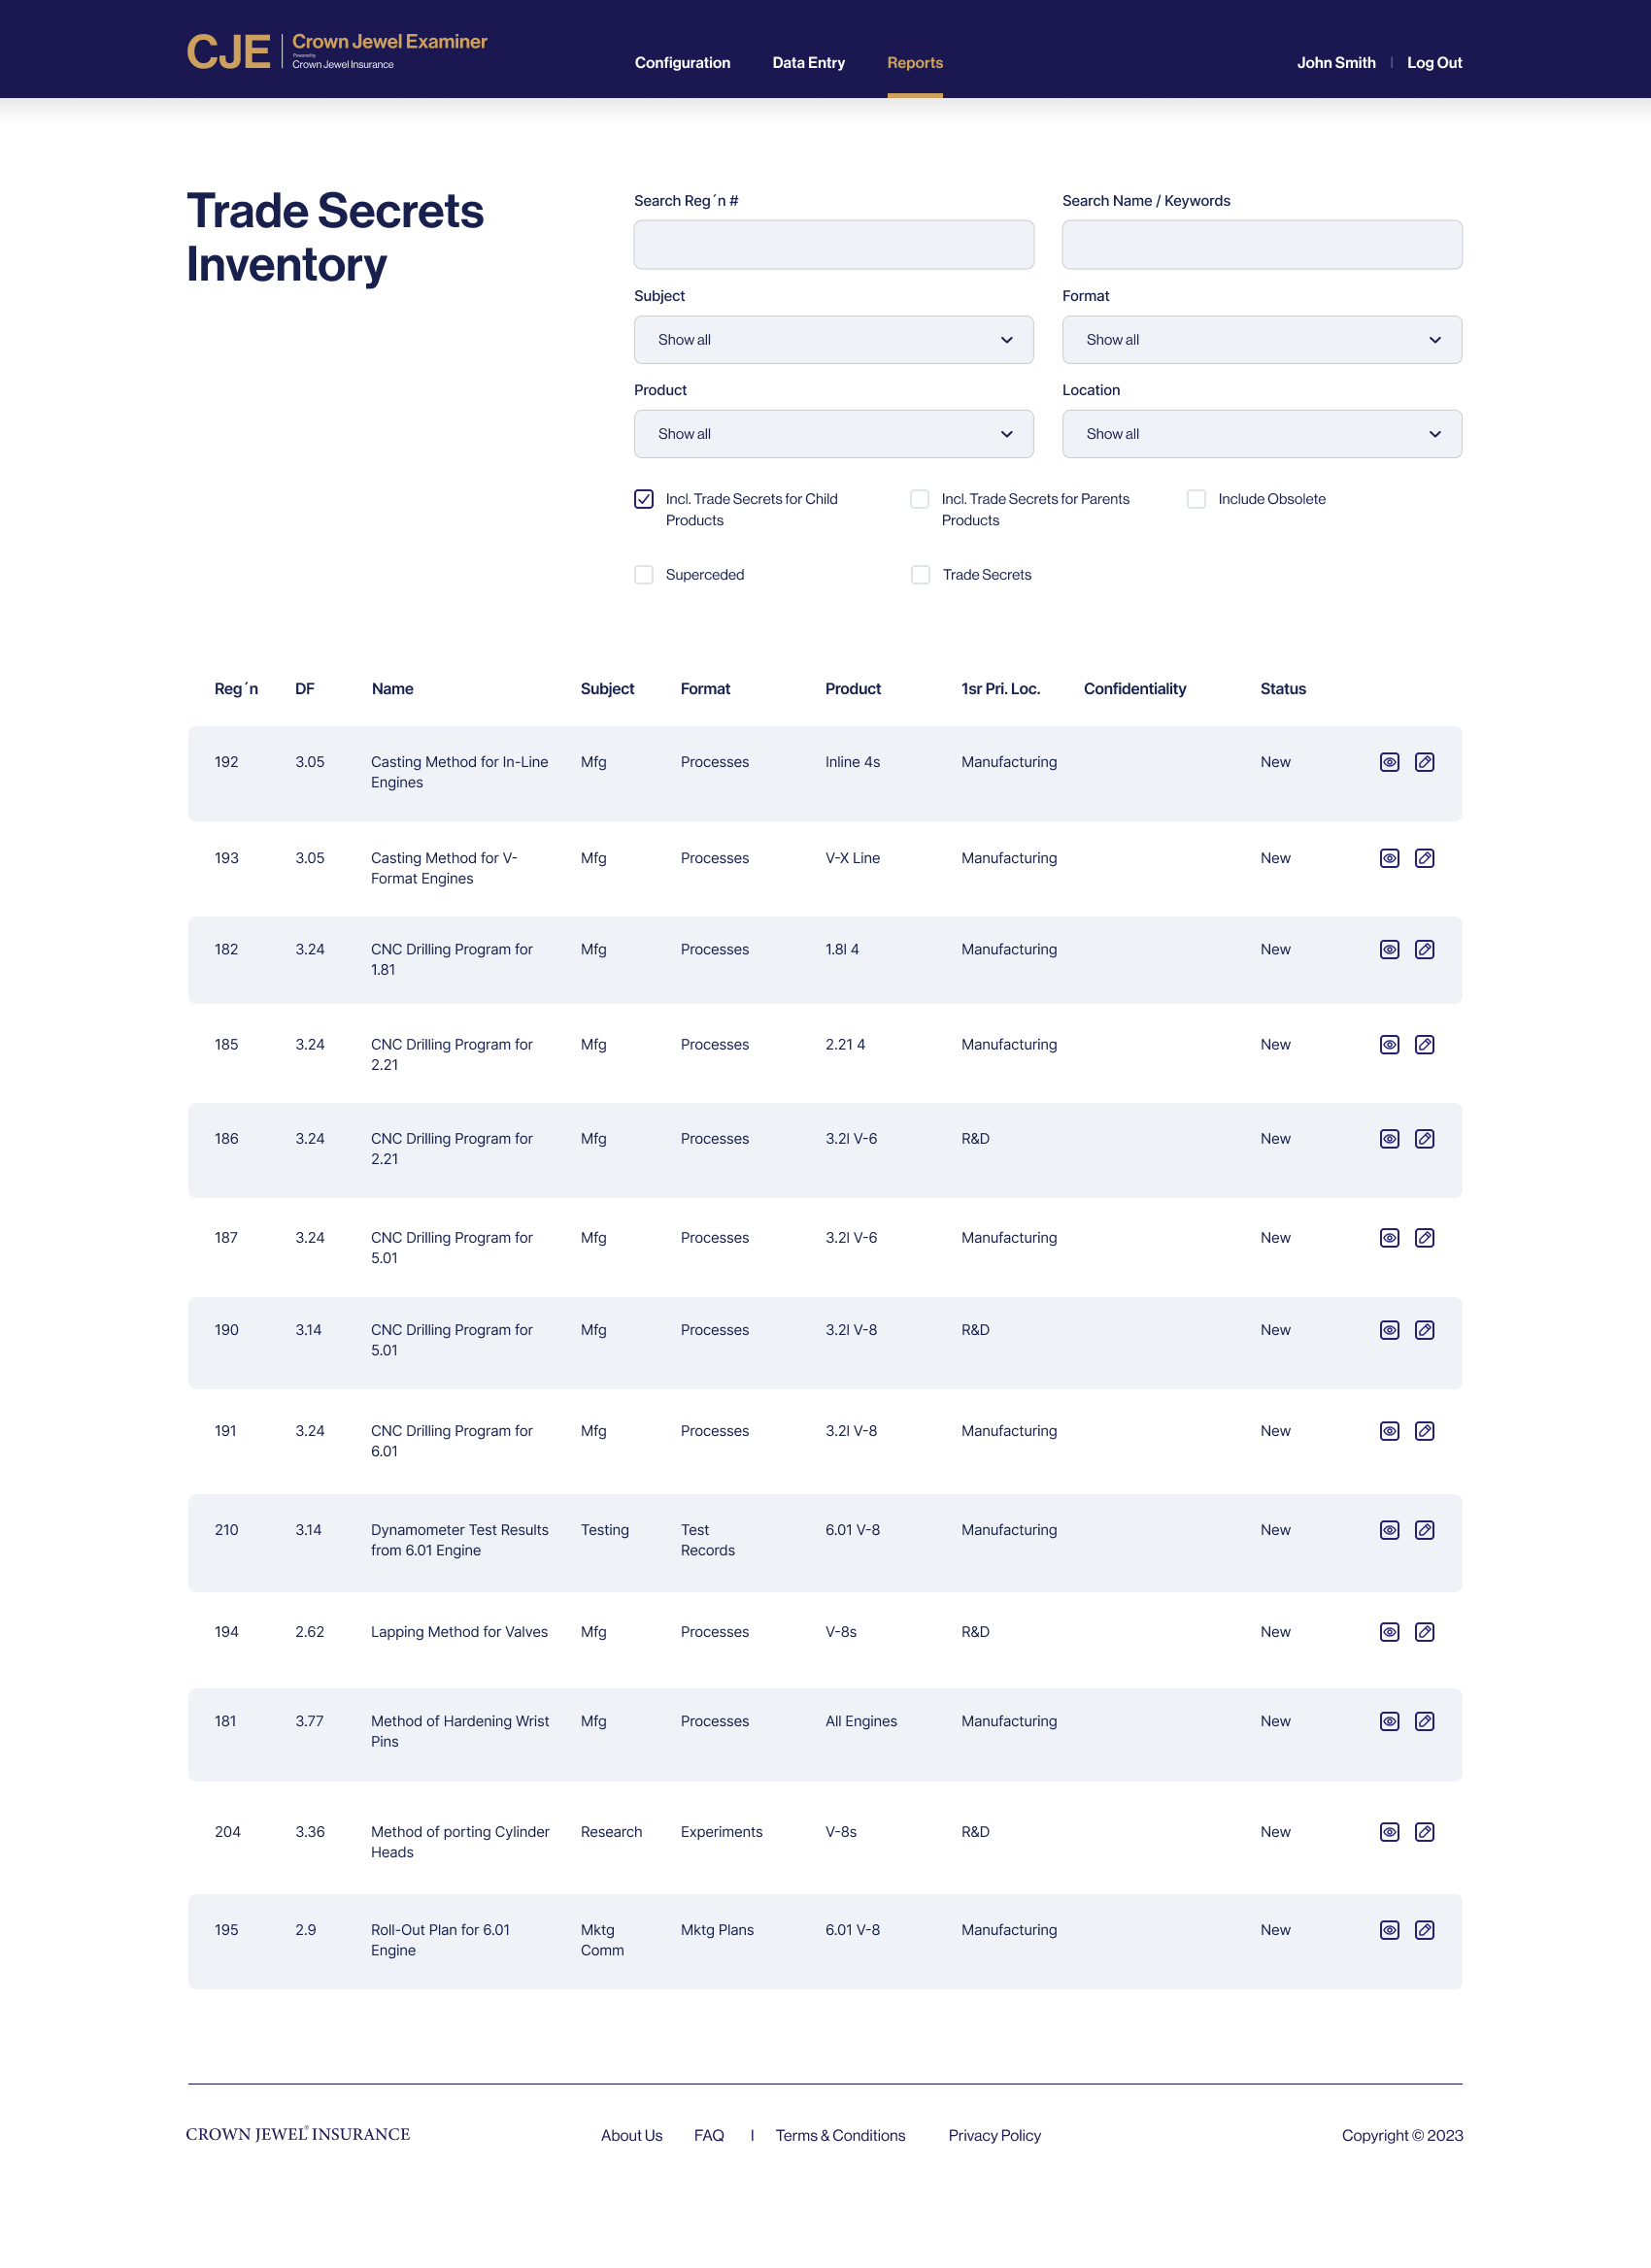 CJE
Crown Jewel Examiner
Powered by
Crown Jewel Insurance
Configuration
Data Entry
Reports
John Smith | Log Out
Trade Secrets
Inventory
Search Reg´n #
Search Name / Keywords
Subject
Format
Show all
Show all
Product
Location
Show all
Show all
Incl. Trade Secrets for Child
Products
Incl. Trade Secrets for Parents
Products
Include Obsolete
Superceded
Trade Secrets
Reg´n DF Name Subject Format Product 1sr Pri. Loc. Confidentiality Status
192 3.05 Casting Method for In-Line Mfg Processes Inline 4s Manufacturing New
Engines
193 3.05 Casting Method for V- Mfg Processes V-X Line Manufacturing New
Format Engines
182 3.24 CNC Drilling Program for Mfg Processes 1.8l 4 Manufacturing New
1.81
185 3.24 CNC Drilling Program for Mfg Processes 2.21 4 Manufacturing New
2.21
186 3.24 CNC Drilling Program for Mfg Processes 3.2l V-6 R&D New
2.21
187 3.24 CNC Drilling Program for Mfg Processes 3.2l V-6 Manufacturing New
5.01
190 3.14 CNC Drilling Program for Mfg Processes 3.2l V-8 R&D New
5.01
191 3.24 CNC Drilling Program for Mfg Processes 3.2l V-8 Manufacturing New
6.01
210 3.14 Dynamometer Test Results Testing Test 6.01 V-8 Manufacturing New
from 6.01 Engine Records
194 2.62 Lapping Method for Valves Mfg Processes V-8s R&D New
181 3.77 Method of Hardening Wrist Mfg Processes All Engines Manufacturing New
Pins
204 3.36 Method of porting Cylinder Research Experiments V-8s R&D New
Heads
195 2.9 Roll-Out Plan for 6.01 Mktg Mktg Plans 6.01 V-8 Manufacturing New
Engine Comm
CROWN JEWEL® INSURANCE
About Us FAQ | Terms & Conditions Privacy Policy
Copyright © 2023